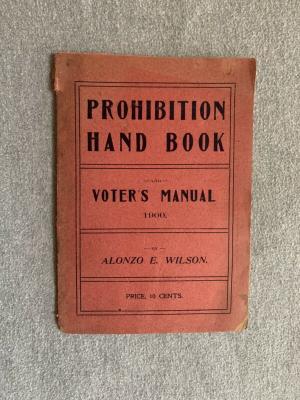 PROHIBITION
HAND BOOK
—AND—
VOTER'S MANUAL
1900,
—BY—
ALONZO E. WILSON.
PRICE, 10 CENTS.